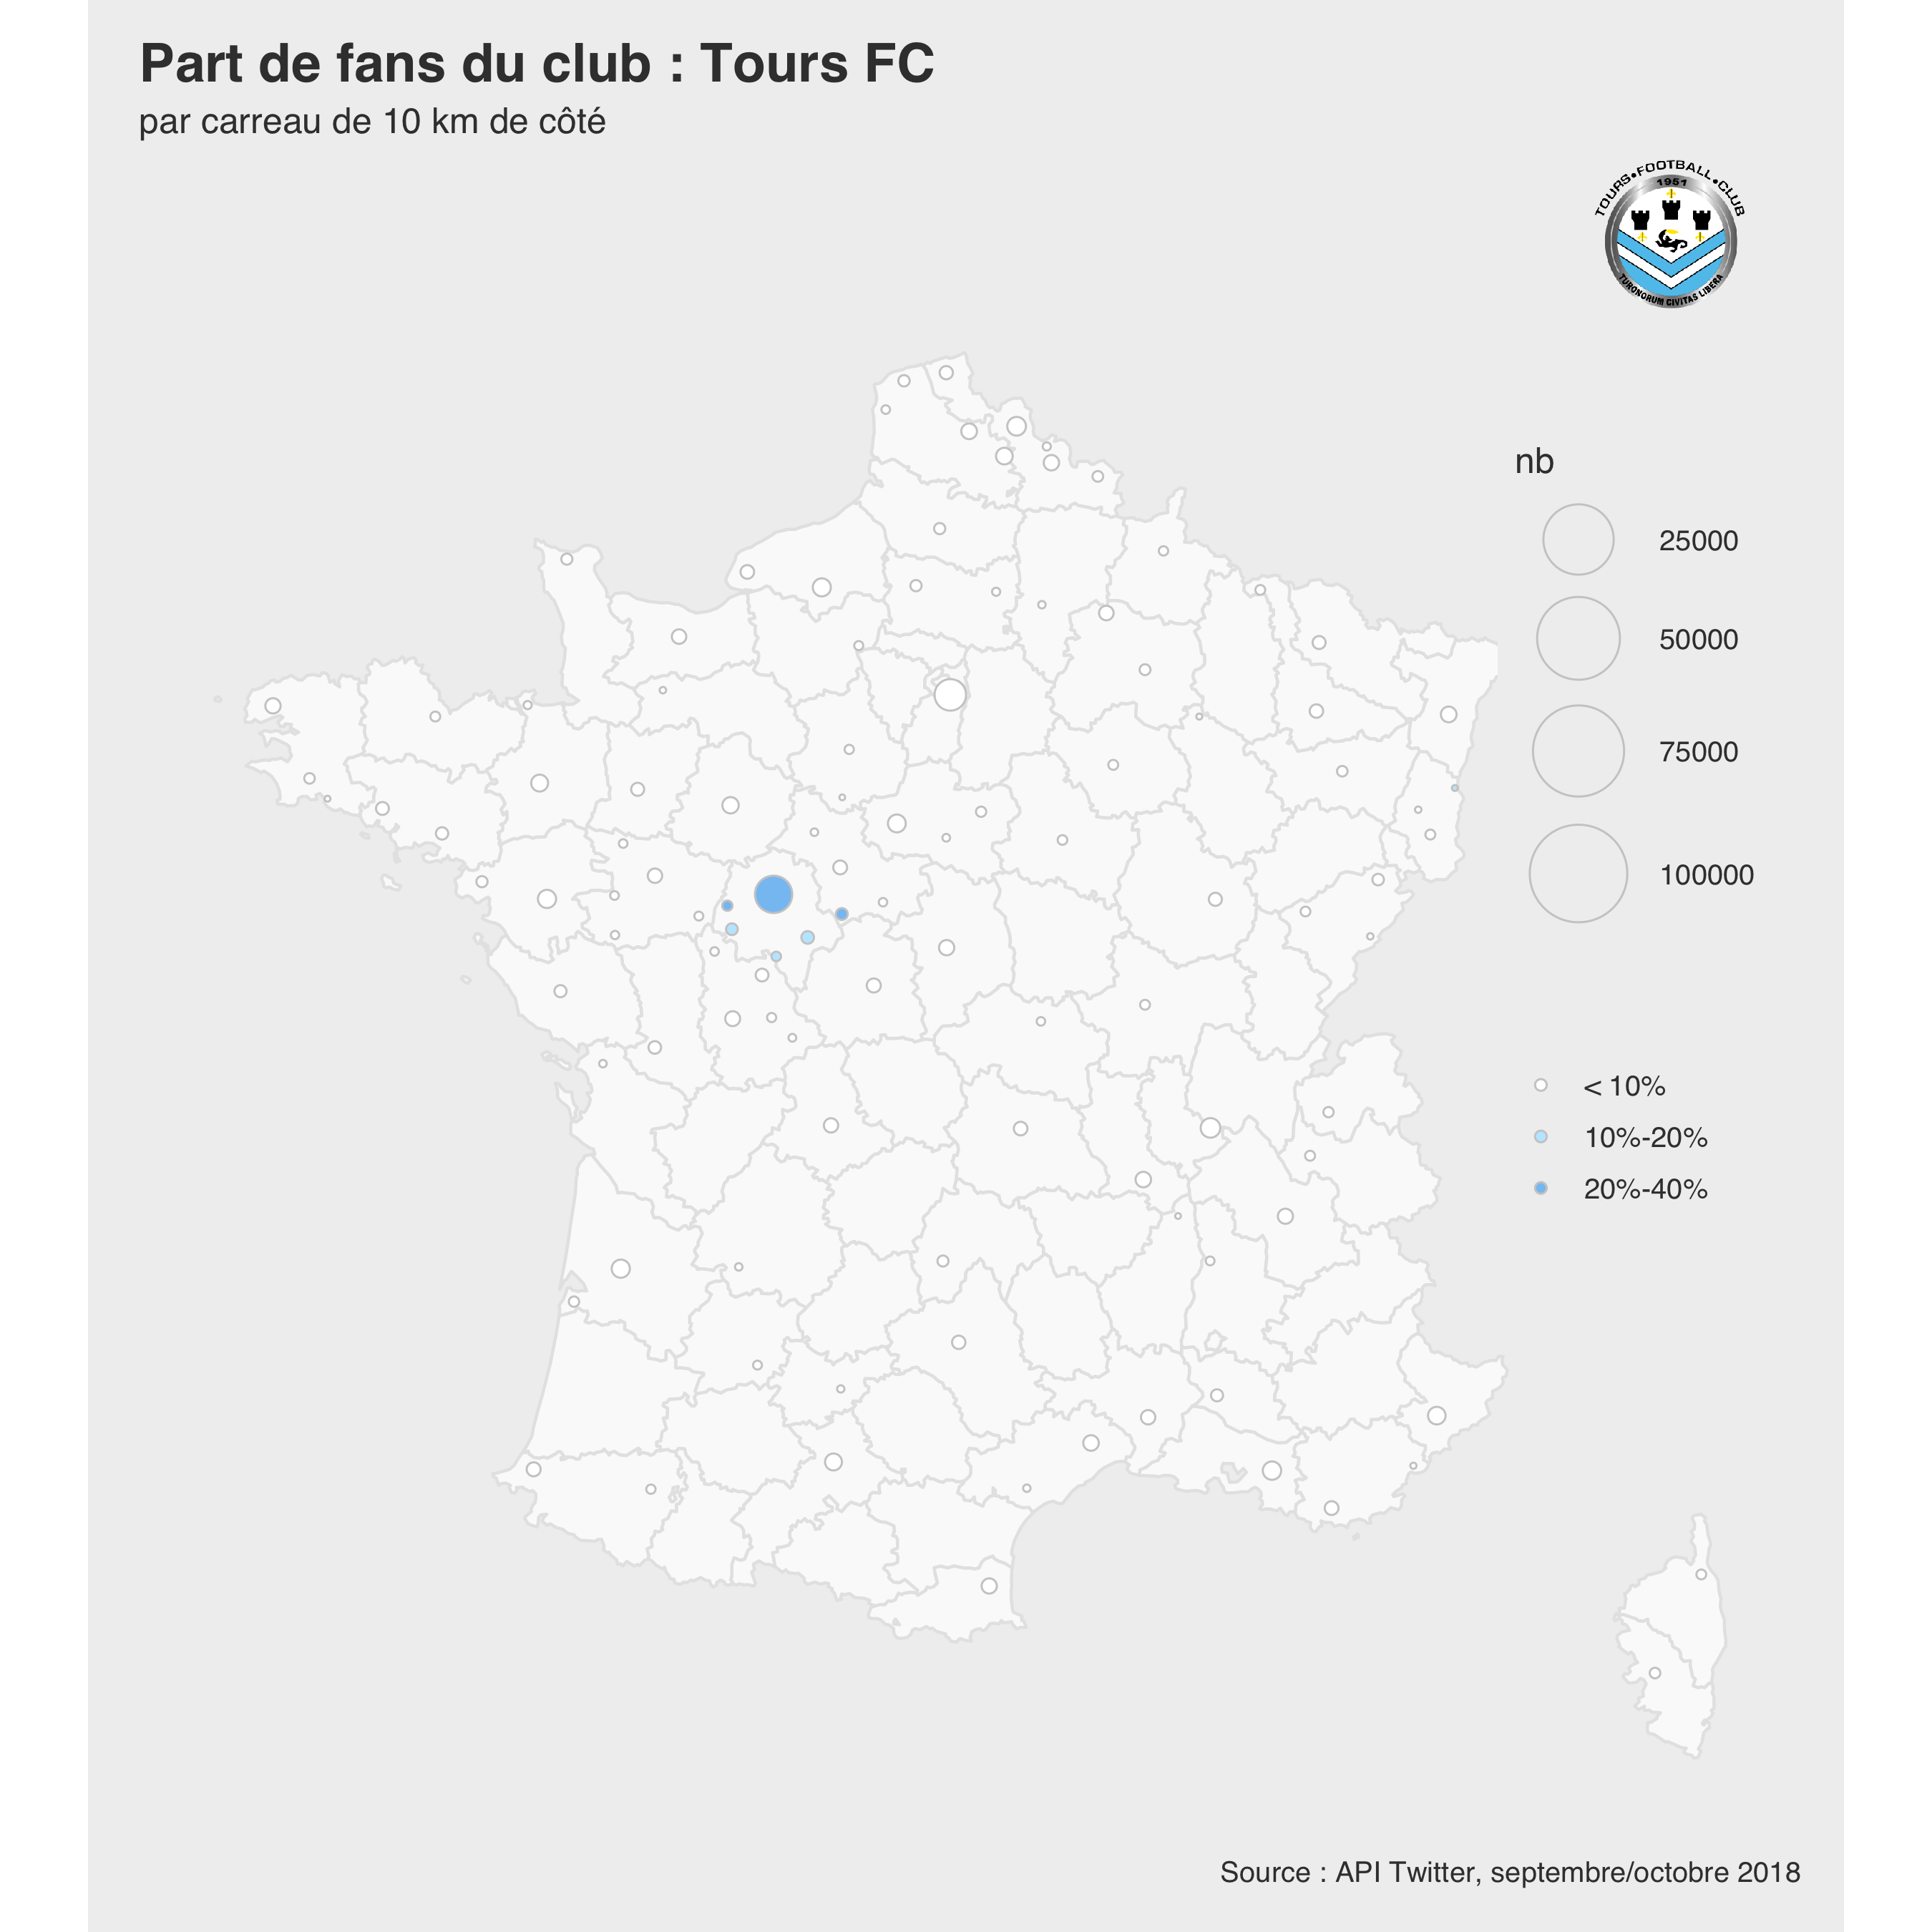 Part de fans du club : Tours FC
par carreau de 10 km de côté
TOURS•FOOTBALL•CLUB
1951
TURONORUM CIVITAS LIBERA
nb
25000
50000
75000
100000
< 10%
10%-20%
20%-40%
Source : API Twitter, septembre/octobre 2018